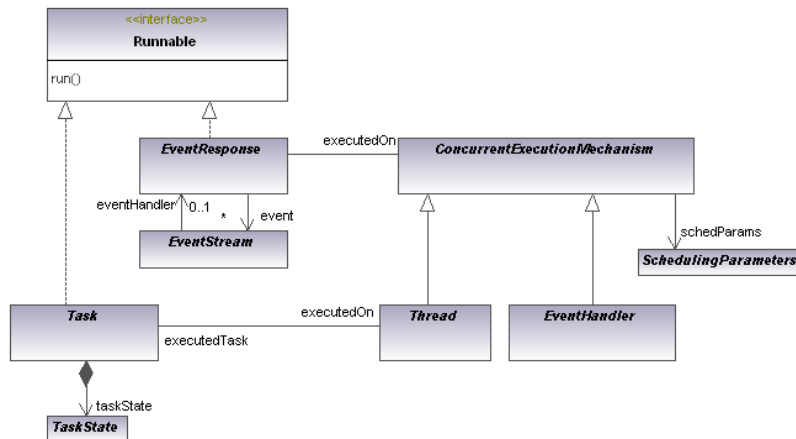 <<interface>>
Runnable
run()
EventResponse
executedOn
ConcurrentExecutionMechanism
eventHandler
0..1
*
event
EventStream
schedParams
SchedulingParameters
Task
executedOn
executedTask
Thread
EventHandler
taskState
TaskState